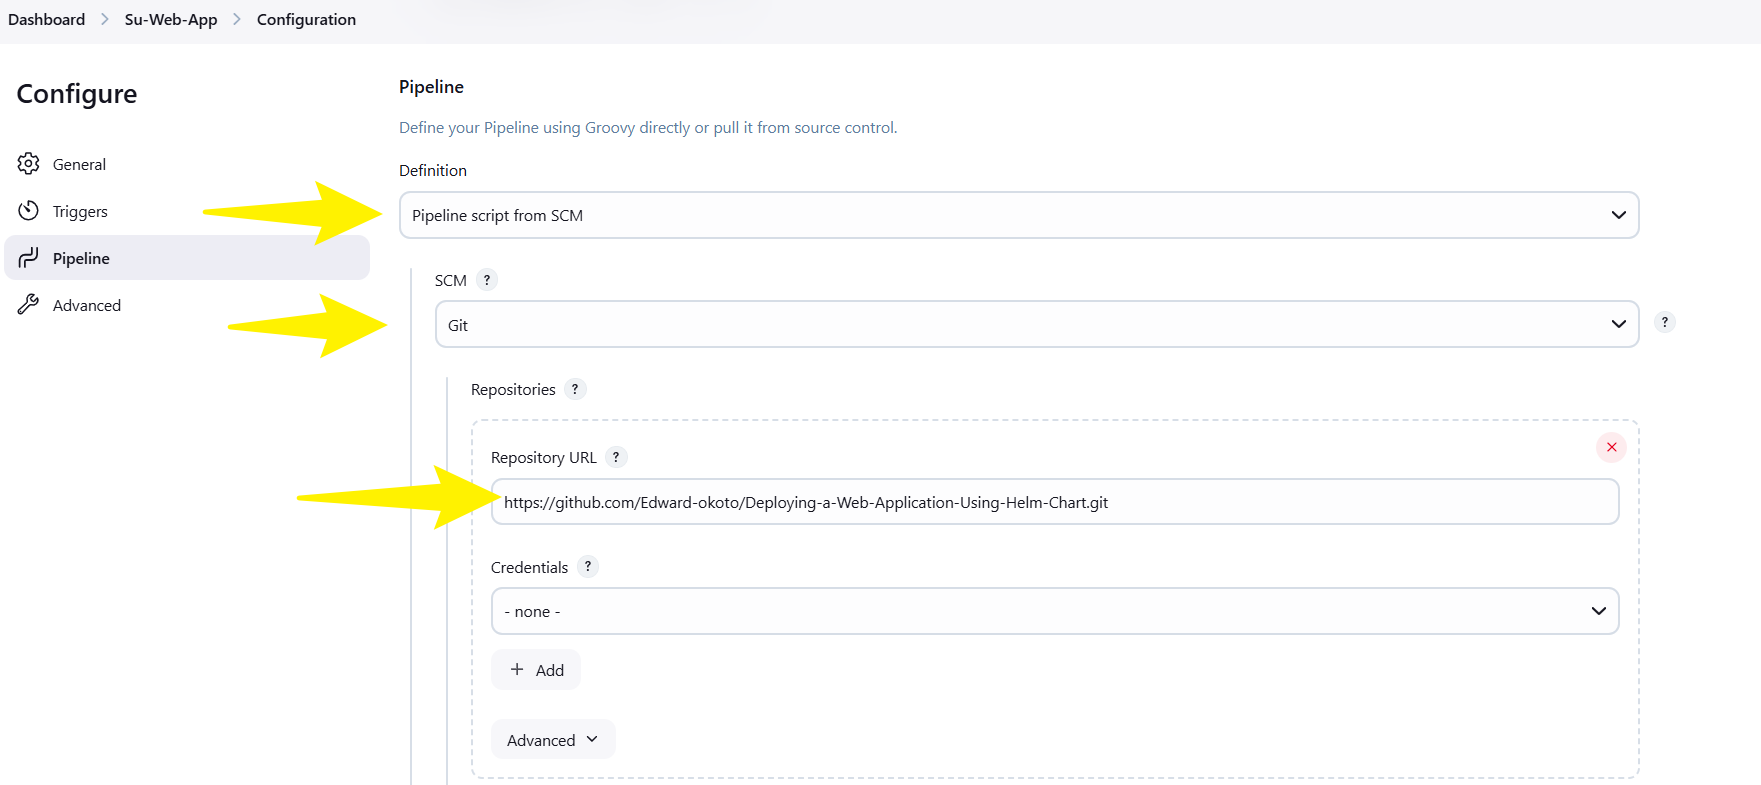 Dashboard > Su-Web-App > Configuration
Configure
General
Triggers
Pipeline
Advanced
Pipeline
Define your Pipeline using Groovy directly or pull it from source control.
Definition
Pipeline script from SCM
SCM ?
Git
?
Repositories ?
Repository URL ?
https://github.com/Edward-okoto/Deploying-a-Web-Application-Using-Helm-Chart.git
Credentials ?
- none -
+ Add
Advanced